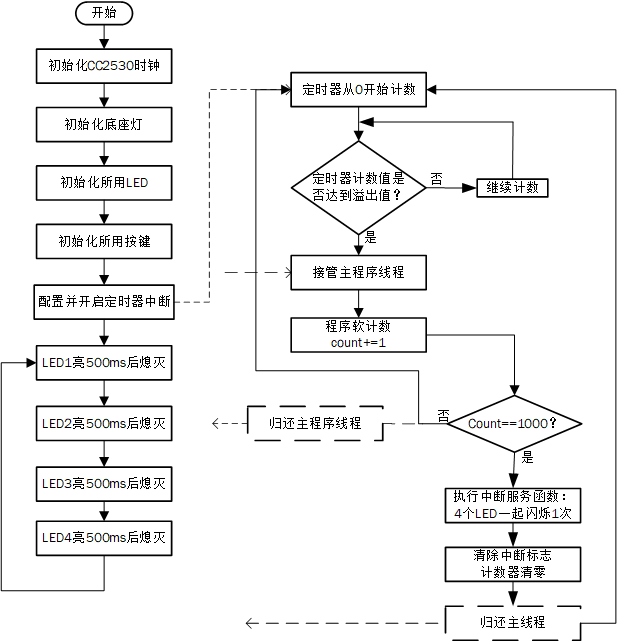 开始
初始化CC2530时钟
初始化底座灯
初始化所用LED
初始化所用按键
配置并开启定时器中断
LED1亮500ms后熄灭
LED2亮500ms后熄灭
LED3亮500ms后熄灭
LED4亮500ms后熄灭
定时器从0开始计数
定时器计数值是
否达到溢出值？
否
继续计数
是
接管主程序线程
程序软计数
count+=1
归还主程序线程
否
Count==1000？
是
执行中断服务函数：
4个LED一起闪烁1次
清除中断标志
计数器清零
归还主线程